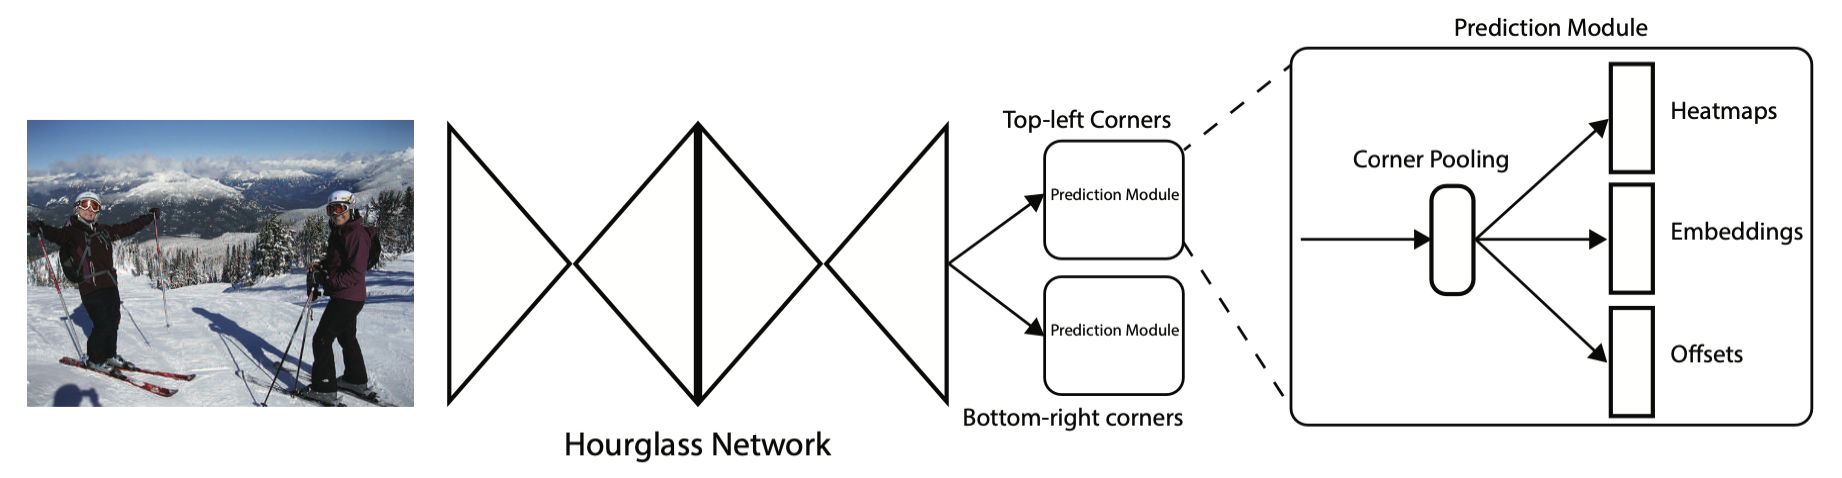 Prediction Module
Top-left Corners
Prediction Module
Prediction Module
Bottom-right corners
Hourglass Network
Corner Pooling
Heatmaps
Embeddings
Offsets